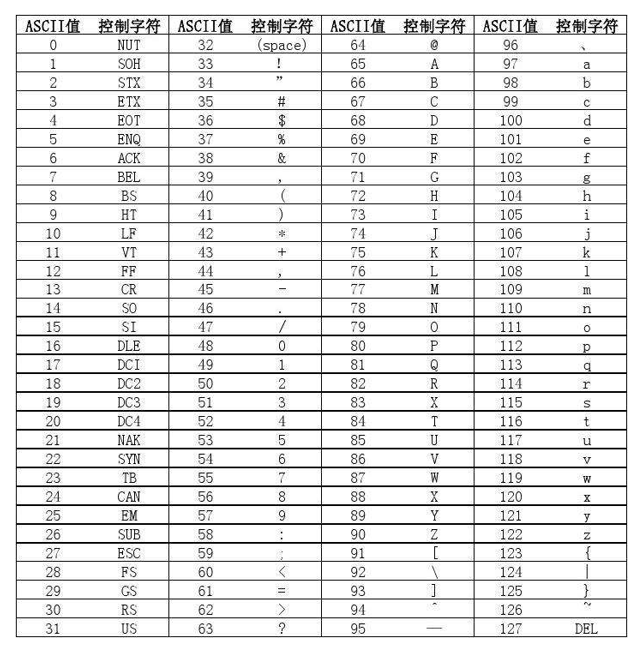 ASCII值 控制字符 ASCII值 控制字符 ASCII值 控制字符 ASCII值 控制字符
0 NUT 32 (space) 64 @ 96 、
1 SOH 33 ! 65 A 97 a
2 STX 34 ” 66 B 98 b
3 ETX 35 # 67 C 99 c
4 EOT 36 $ 68 D 100 d
5 ENQ 37 % 69 E 101 e
6 ACK 38 & 70 F 102 f
7 BEL 39 , 71 G 103 g
8 BS 40 ( 72 H 104 h
9 HT 41 ) 73 I 105 i
10 LF 42 * 74 J 106 j
11 VT 43 + 75 K 107 k
12 FF 44 , 76 L 108 l
13 CR 45 - 77 M 109 m
14 SO 46 . 78 N 110 n
15 SI 47 / 79 O 111 o
16 DLE 48 0 80 P 112 p
17 DCI 49 1 81 Q 113 q
18 DC2 50 2 82 R 114 r
19 DC3 51 3 83 X 115 s
20 DC4 52 4 84 T 116 t
21 NAK 53 5 85 U 117 u
22 SYN 54 6 86 V 118 v
23 TB 55 7 87 W 119 w
24 CAN 56 8 88 X 120 x
25 EM 57 9 89 Y 121 y
26 SUB 58 : 90 Z 122 z
27 ESC 59 ; 91 [ 123 {
28 FS 60 < 92 \ 124 |
29 GS 61 = 93 ] 125 }
30 RS 62 > 94 ^ 126 ~
31 US 63 ? 95 — 127 DEL